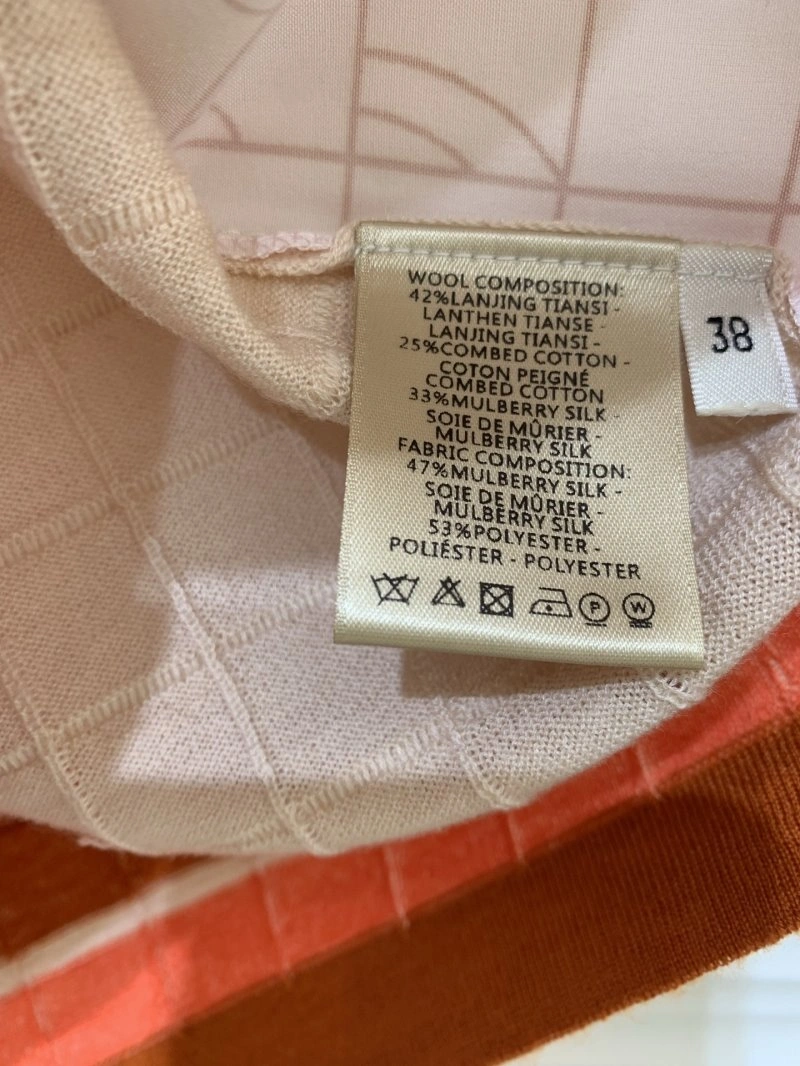 WOOL COMPOSITION:
42%LANJING TIANSI -
LANTHEN TIANSE -
LANJING TIANSI -
25%COMBED COTTON -
COTON PEIGNÉ
COMBED COTTON
33%MULBERRY SILK -
SOIE DE MÛRIER -
MULBERRY SILK
FABRIC COMPOSITION:
47%MULBERRY SILK -
SOIE DE MÛRIER -
MULBERRY SILK
53%POLYESTER -
POLIÉSTER - POLYESTER
P W
38